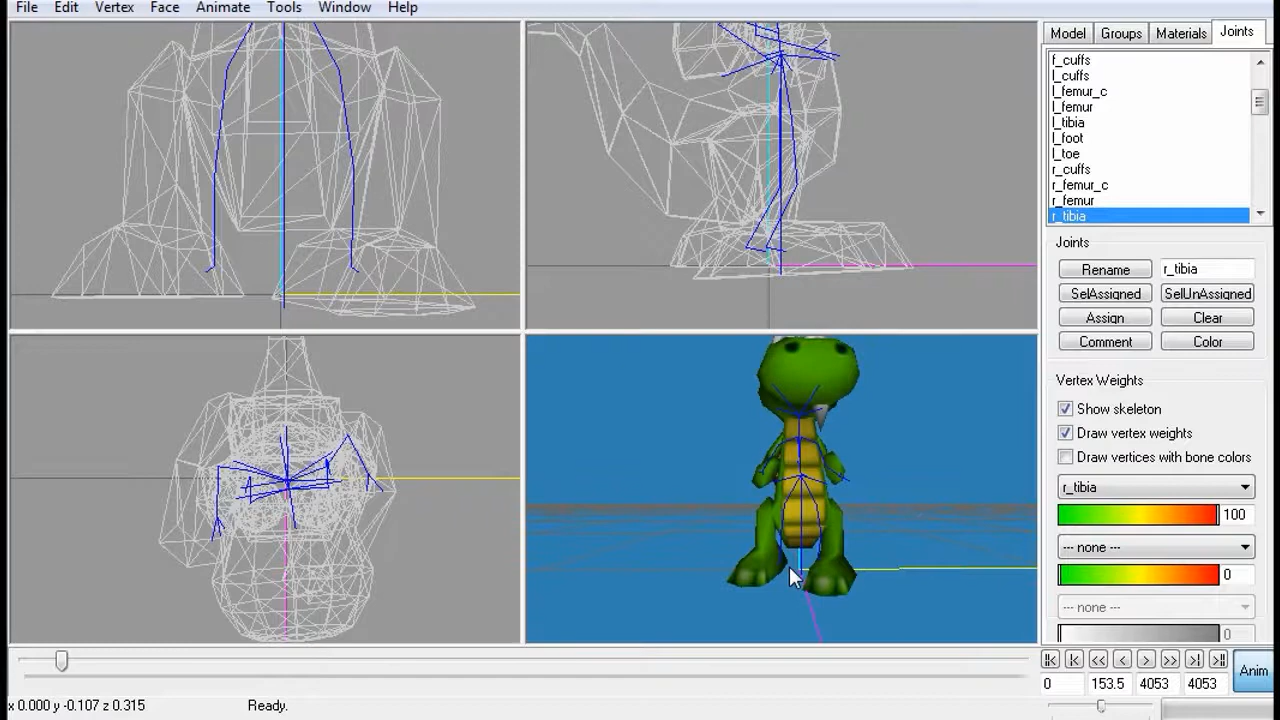 File Edit Vertex Face Animate Tools Window Help
Model Groups Materials Joints
f_cuffs
l_cuffs
l_femur_c
l_femur
l_tibia
l_foot
l_toe
r_cuffs
r_femur_c
r_femur
r_tibia
Joints
Rename r_tibia
SelAssigned SelUnAssigned
Assign Clear
Comment Color
Vertex Weights
Show skeleton
Draw vertex weights
Draw vertices with bone colors
r_tibia
100
--- none ---
0
--- none ---
0
0 153.5 4053 4053 Anim
x 0.000 y -0.107 z 0.315 Ready.